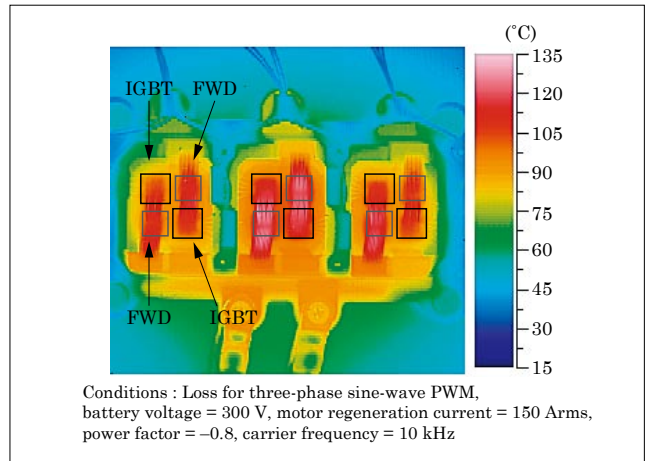 (˚C)
IGBT FWD
135
120
105
90
75
60
45
30
15
FWD IGBT
Conditions : Loss for three-phase sine-wave PWM,
battery voltage = 300 V, motor regeneration current = 150 Arms,
power factor = –0.8, carrier frequency = 10 kHz